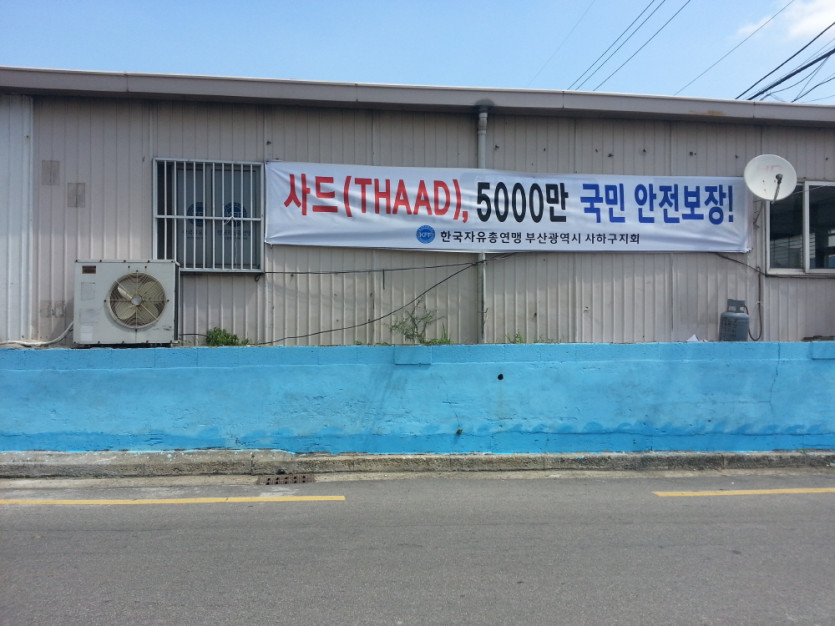 사드(THAAD), 5000만 국민 안전보장!
KFF 한국자유총연맹 부산광역시 사하구지회